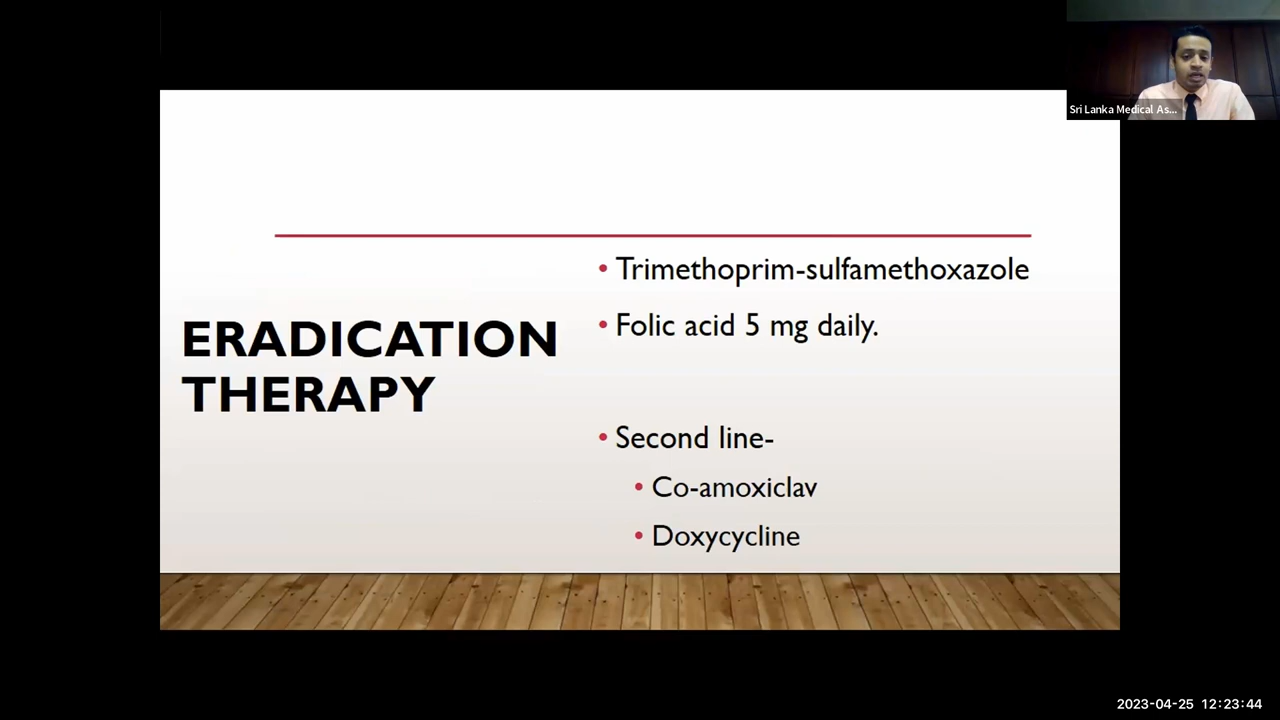 Sri Lanka Medical As...
ERADICATION
THERAPY
• Trimethoprim-sulfamethoxazole
• Folic acid 5 mg daily.
• Second line-
• Co-amoxiclav
• Doxycycline
2023-04-25 12:23:44